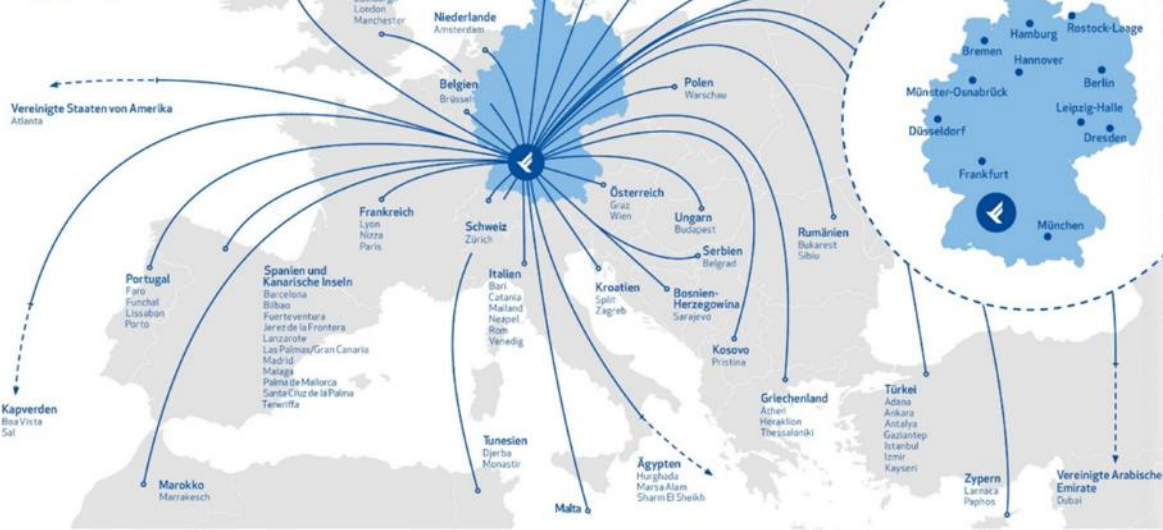 London
Manchester
Niederlande
Amsterdam
Belgien
Brüssel
Polen
Warschau
Vereinigte Staaten von Amerika
Atlanta
Frankreich
Lyon
Nizza
Paris
Schweiz
Zürich
Österreich
Graz
Wien
Ungarn
Budapest
Serbien
Belgrad
Rumänien
Bukarest
Sibiu
Portugal
Faro
Funchal
Lissabon
Porto
Spanien und
Kanarische Inseln
Barcelona
Bilbao
Fuerteventura
Jerez de la Frontera
Lanzarote
Las Palmas/Gran Canaria
Madrid
Malaga
Palma de Mallorca
Santa Cruz de la Palma
Teneriffa
Italien
Bari
Catania
Mailand
Neapel
Rom
Venedig
Kroatien
Split
Zagreb
Bosnien-
Herzegowina
Sarajevo
Kosovo
Pristina
Griechenland
Athen
Heraklion
Thessaloniki
Türkei
Adana
Ankara
Antalya
Gaziantep
Istanbul
Izmir
Kayseri
Kapverden
Boa Vista
Sal
Marokko
Marrakesch
Tunesien
Djerba
Monastir
Malta
Ägypten
Hurghada
Marsa Alam
Sharm El Sheikh
Zypern
Larnaca
Paphos
Vereinigte Arabische
Emirate
Dubai
Rostock-Laage
Hamburg
Bremen
Hannover
Berlin
Münster-Osnabrück
Leipzig-Halle
Düsseldorf
Dresden
Frankfurt
München